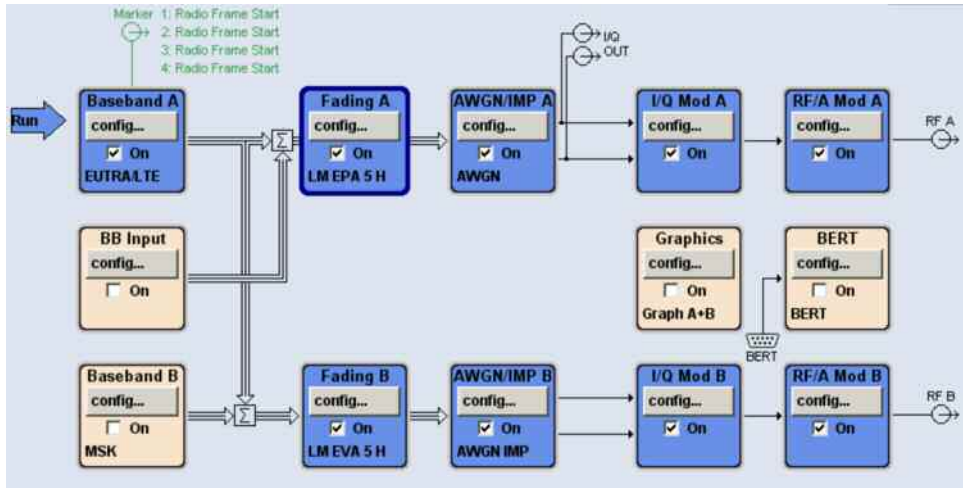 Marker 1: Radio Frame Start
2: Radio Frame Start
3: Radio Frame Start
4: Radio Frame Start
I/Q
OUT
Run
Baseband A
config...
On
EUTRA/LTE
Σ
Fading A
config...
On
LM EPA 5 H
AWGN/IMP A
config...
On
AWGN
I/Q Mod A
config...
On
RF/A Mod A
config...
On
RF A
BB Input
config...
On
Graphics
config...
On
Graph A+B
BERT
config...
On
BERT
BERT
Baseband B
config...
On
MSK
Σ
Fading B
config...
On
LM EVA 5 H
AWGN/IMP B
config...
On
AWGN IMP
I/Q Mod B
config...
On
RF/A Mod B
config...
On
RF B